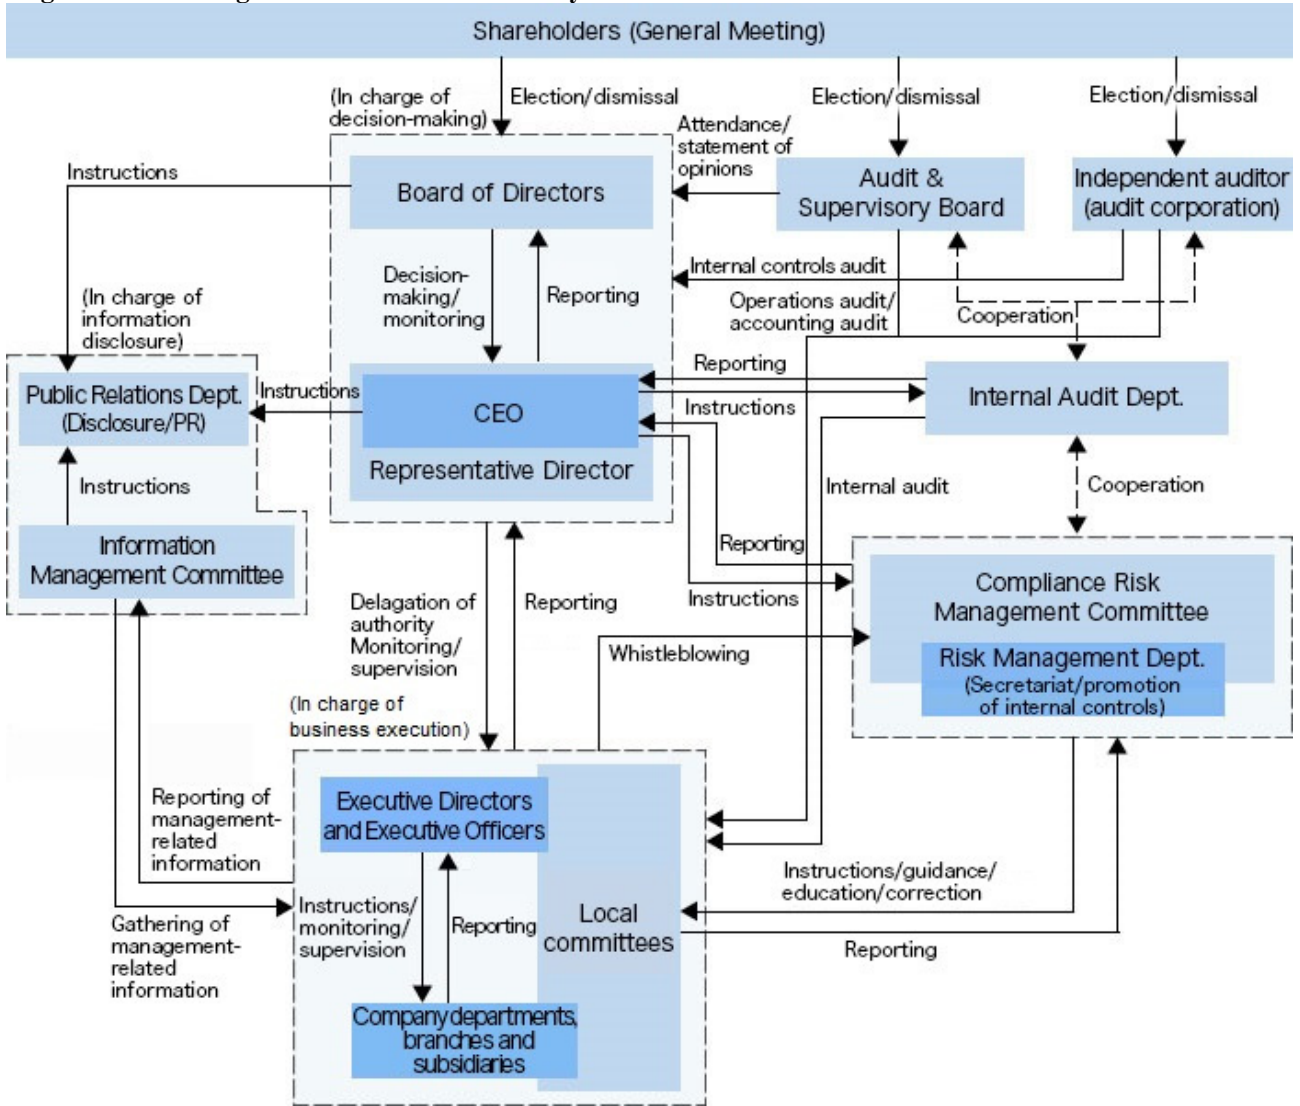 Shareholders (General Meeting)
(In charge of
decision-making)
Election/dismissal
Election/dismissal
Election/dismissal
Attendance/
statement of
opinions
Instructions
Board of Directors
Audit &
Supervisory Board
Independent auditor
(audit corporation)
Decision-
making/
monitoring
Reporting
Internal controls audit
Operations audit/
accounting audit
Cooperation
(In charge of
information
disclosure)
Public Relations Dept.
(Disclosure/PR)
Instructions
CEO
Representative Director
Reporting
Instructions
Internal Audit Dept.
Instructions
Internal audit
Cooperation
Information
Management Committee
Reporting
Instructions
Compliance Risk
Management Committee
Risk Management Dept.
(Secretariat/promotion
of internal controls)
Delagation of
authority
Monitoring/
supervision
Reporting
Whistleblowing
(In charge of
business execution)
Executive Directors
and Executive Officers
Reporting of
management-
related
information
Gathering of
management-
related
information
Instructions/
monitoring/
supervision
Reporting
Local
committees
Instructions/guidance/
education/correction
Reporting
Company departments,
branches and
subsidiaries